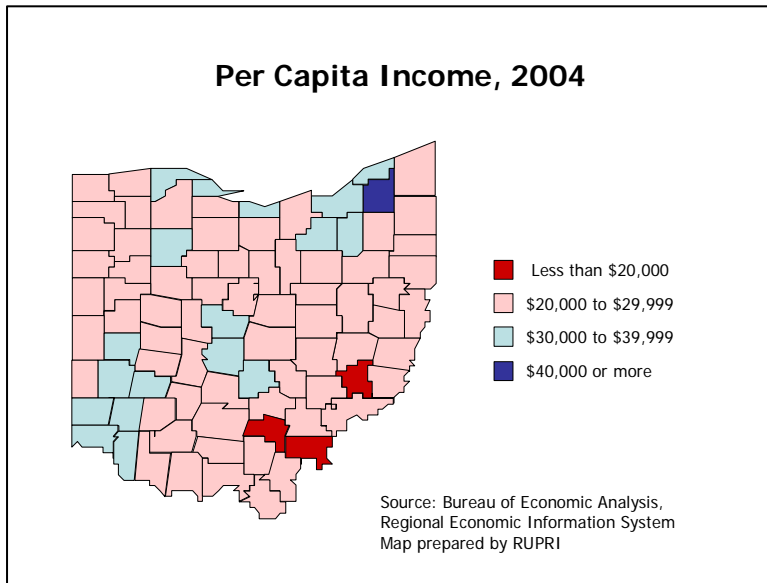 Per Capita Income, 2004
Less than $20,000
$20,000 to $29,999
$30,000 to $39,999
$40,000 or more
Source: Bureau of Economic Analysis,
Regional Economic Information System
Map prepared by RUPRI